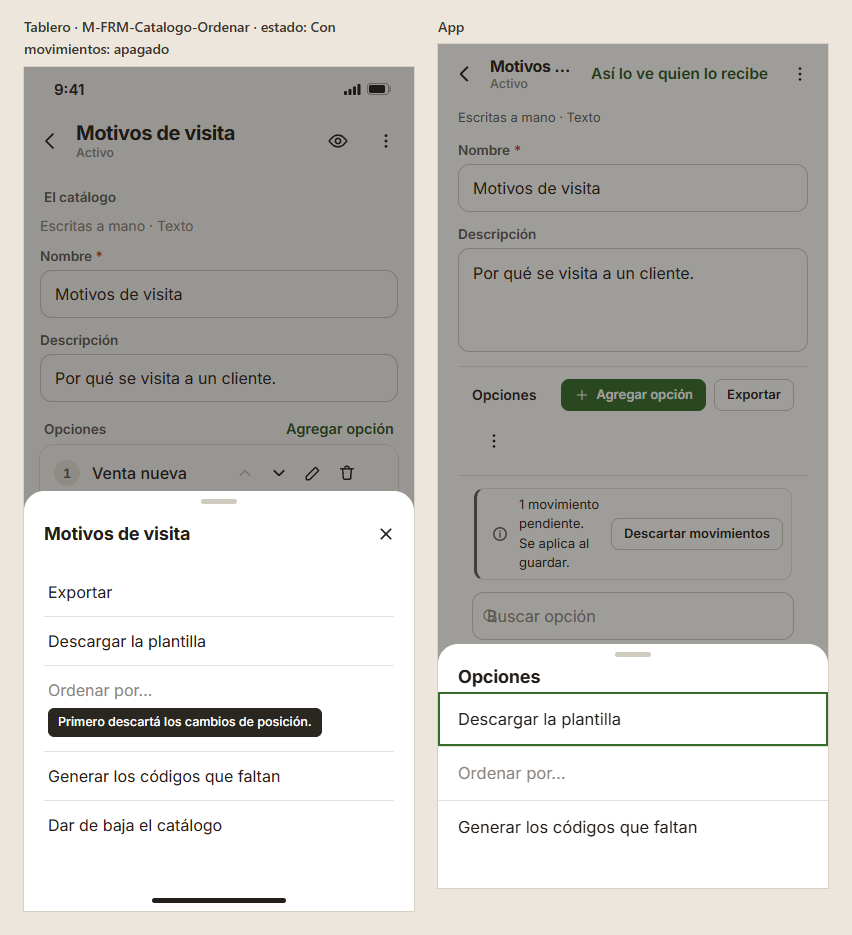 Tablero · M-FRM-Catalogo-Ordenar · estado: Con
movimientos: apagado
9:41
Motivos de visita
Activo
El catálogo
Escritas a mano · Texto
Nombre *
Motivos de visita
Descripción
Por qué se visita a un cliente.
Opciones
Agregar opción
1
Venta nueva
Motivos de visita
Exportar
Descargar la plantilla
Ordenar por...
Primero descartá los cambios de posición.
Generar los códigos que faltan
Dar de baja el catálogo
App
Motivos ...
Activo
Así lo ve quien lo recibe
Escritas a mano · Texto
Nombre *
Motivos de visita
Descripción
Por qué se visita a un cliente.
Opciones
Agregar opción
Exportar
1 movimiento
pendiente.
Se aplica al
guardar.
Descartar movimientos
Buscar opción
Opciones
Descargar la plantilla
Ordenar por...
Generar los códigos que faltan